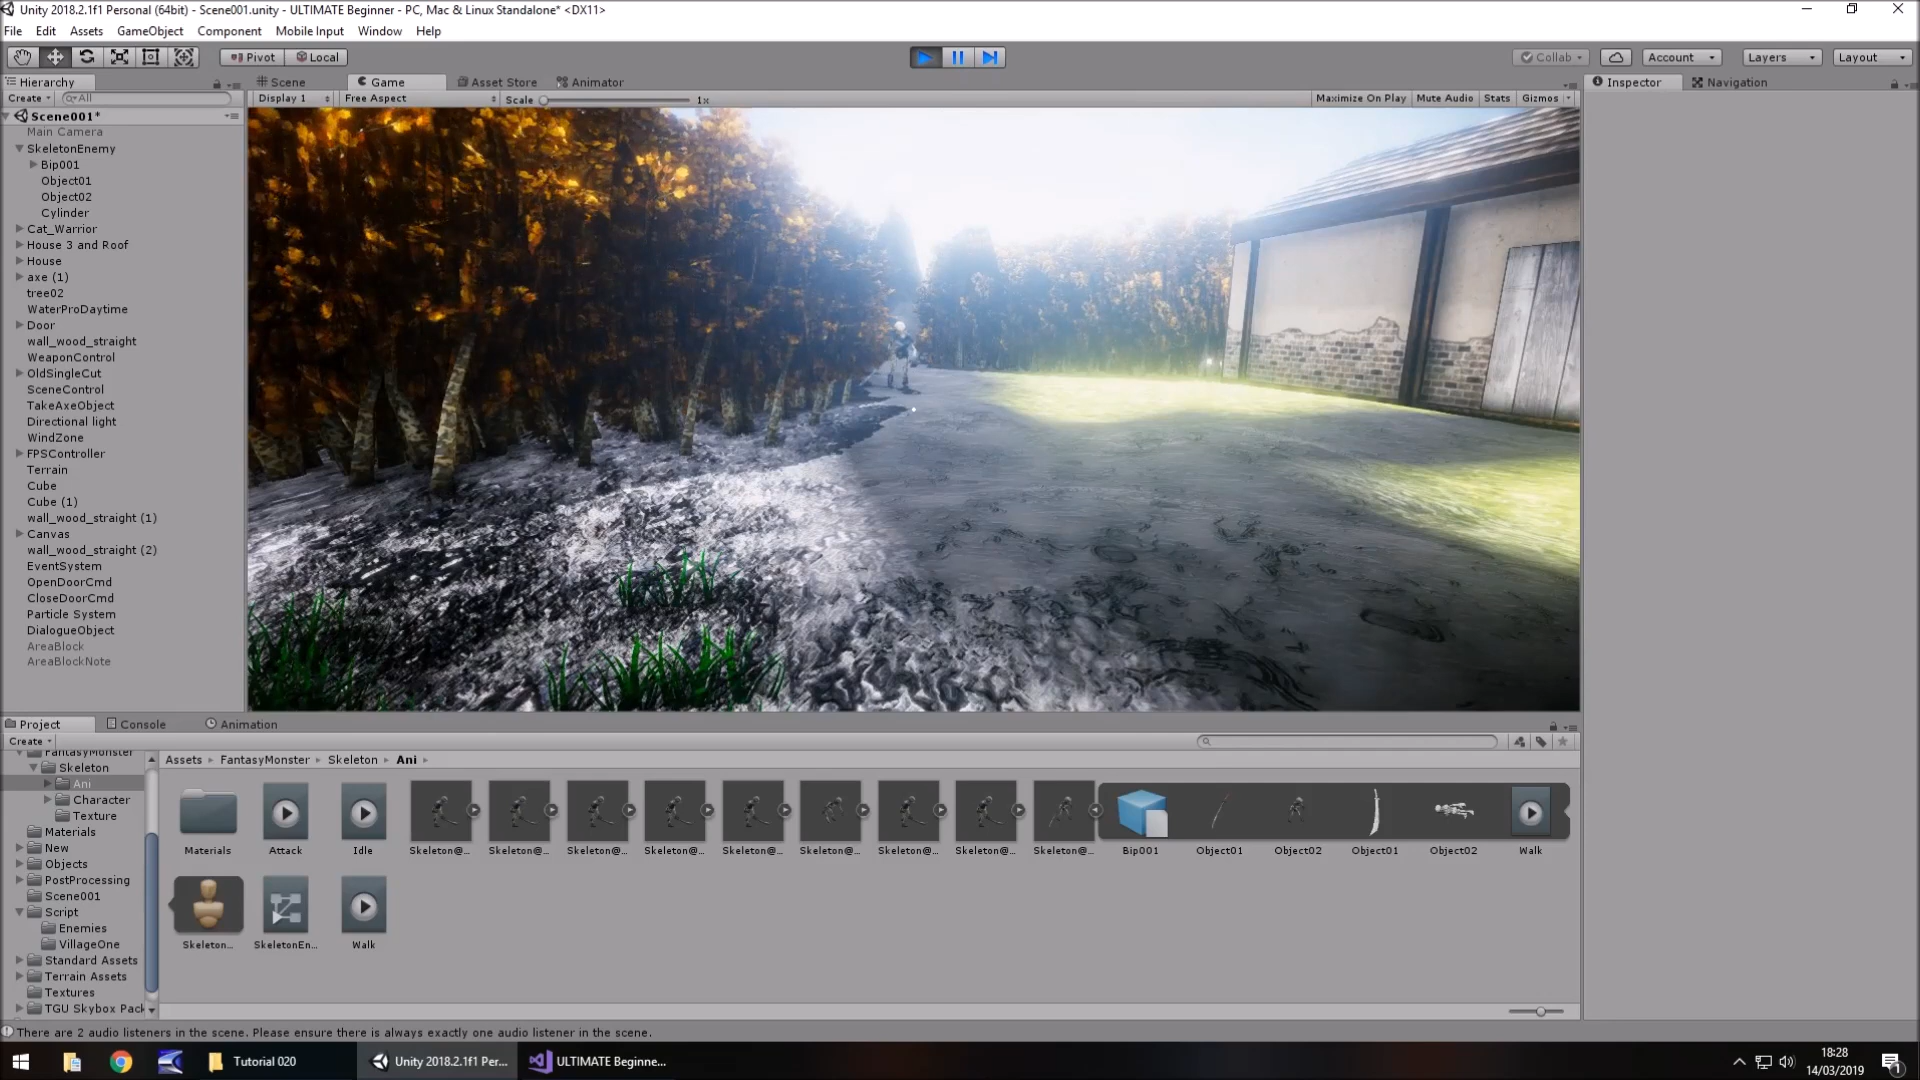 Unity 2018.2.1f1 Personal (64bit) - Scene001.unity - ULTIMATE Beginner - PC, Mac & Linux Standalone* <DX11>
File Edit Assets GameObject Component Mobile Input Window Help
Pivot Local Collab Account Layers Layout
Hierarchy Scene Game Asset Store Animator Inspector Navigation
Create All Display 1 Free Aspect Scale 1x Maximize On Play Mute Audio Stats Gizmos
Scene001*
Main Camera
SkeletonEnemy
Bip001
Object01
Object02
Cylinder
Cat_Warrior
House 3 and Roof
House
axe (1)
tree02
WaterProDaytime
Door
wall_wood_straight
WeaponControl
OldSingleCut
SceneControl
TakeAxeObject
Directional light
WindZone
FPSController
Terrain
Cube
Cube (1)
wall_wood_straight (1)
Canvas
wall_wood_straight (2)
EventSystem
OpenDoorCmd
CloseDoorCmd
Particle System
DialogueObject
AreaBlock
AreaBlockNote
Project Console Animation
Create
FantasyMonster
Skeleton
Ani
Character
Texture
Materials
New
Objects
PostProcessing
Scene001
Script
Enemies
VillageOne
Standard Assets
Terrain Assets
Textures
TGU Skybox Pack
Assets FantasyMonster Skeleton Ani
Materials Attack Idle Skeleton@... Skeleton@... Skeleton@... Skeleton@... Skeleton@... Skeleton@... Skeleton@... Skeleton@... Skeleton@... Bip001 Object01 Object02 Object01 Object02 Walk
Skeleton... SkeletonEn... Walk
There are 2 audio listeners in the scene. Please ensure there is always exactly one audio listener in the scene.
Tutorial 020 Unity 2018.2.1f1 Per... ULTIMATE Beginne...
18:28
14/03/2019
1